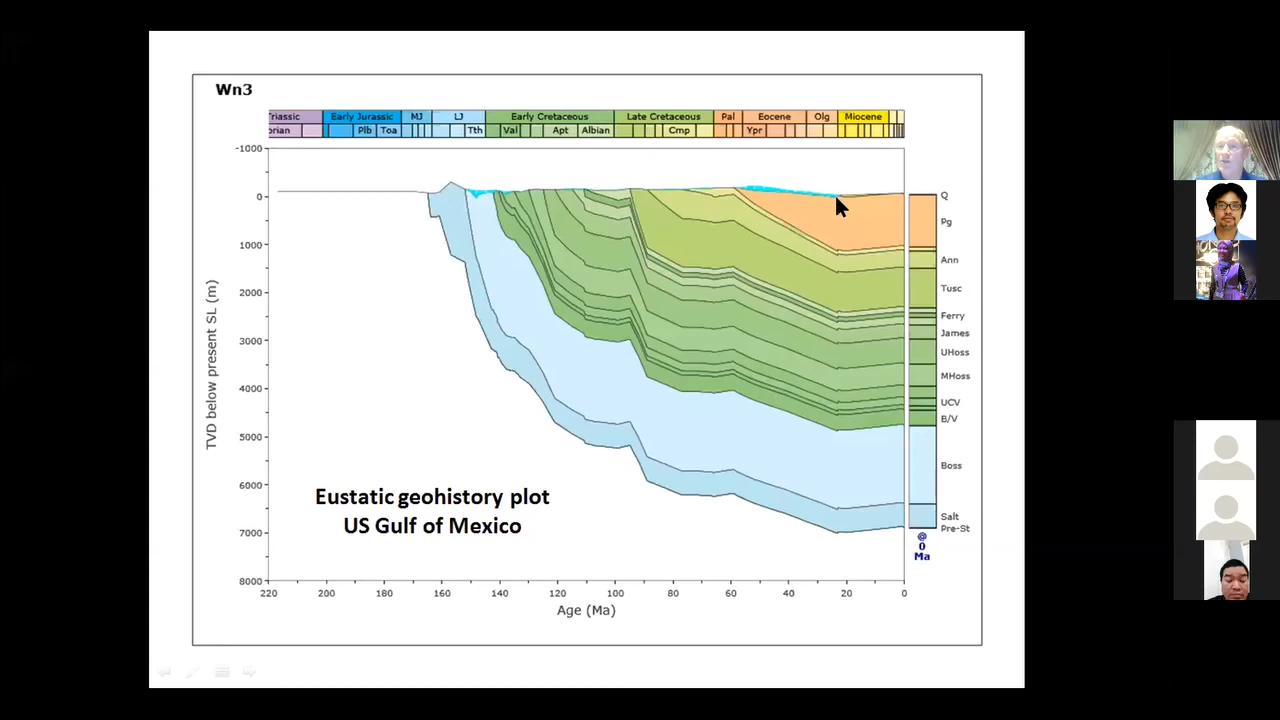 Wn3
Triassic Early Jurassic MJ LJ Early Cretaceous Late Cretaceous Pal Eocene Olg Miocene
orian Plb Toa Tth Val Apt Albian Cmp Ypr
-1000
0
1000
2000
3000
4000
5000
6000
7000
8000
TVD below present SL (m)
Q
Pg
Ann
Tusc
Ferry
James
UHoss
MHoss
UCV
B/V
Boss
Salt
Pre-St
@
0
Ma
Eustatic geohistory plot
US Gulf of Mexico
220 200 180 160 140 120 100 80 60 40 20 0
Age (Ma)